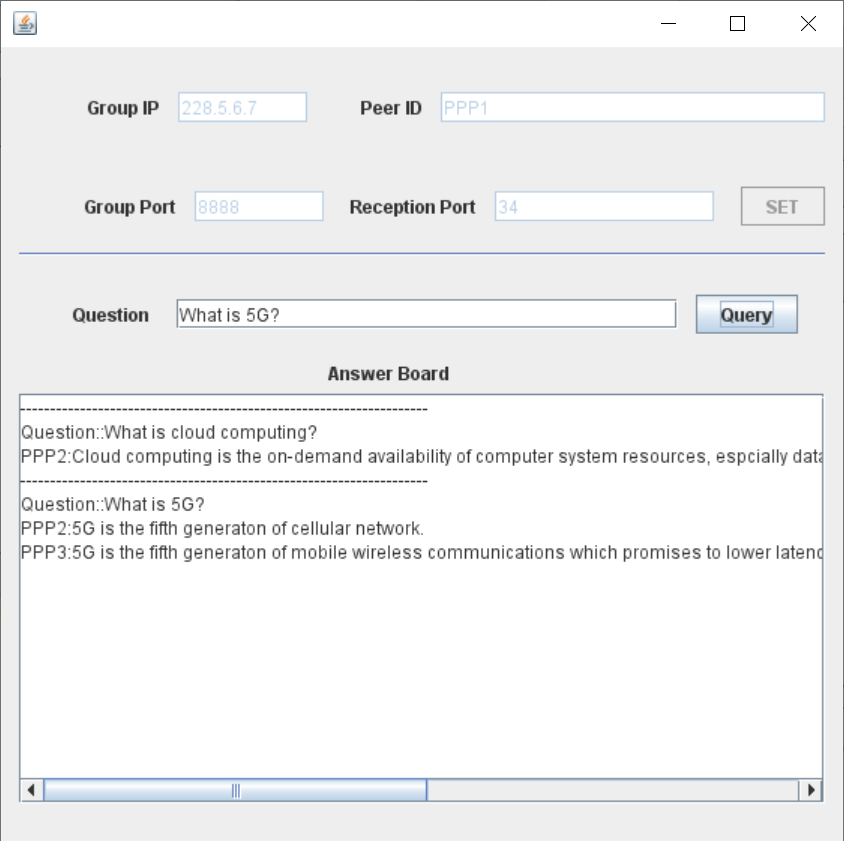 Group IP 228.5.6.7 Peer ID PPP1
Group Port 8888 Reception Port 34 SET
Question What is 5G? Query
Answer Board
--------------------------------------------------------------------
Question::What is cloud computing?
PPP2:Cloud computing is the on-demand availability of computer system resources, espcially data
--------------------------------------------------------------------
Question::What is 5G?
PPP2:5G is the fifth generaton of cellular network.
PPP3:5G is the fifth generaton of mobile wireless communications which promises to lower latenc